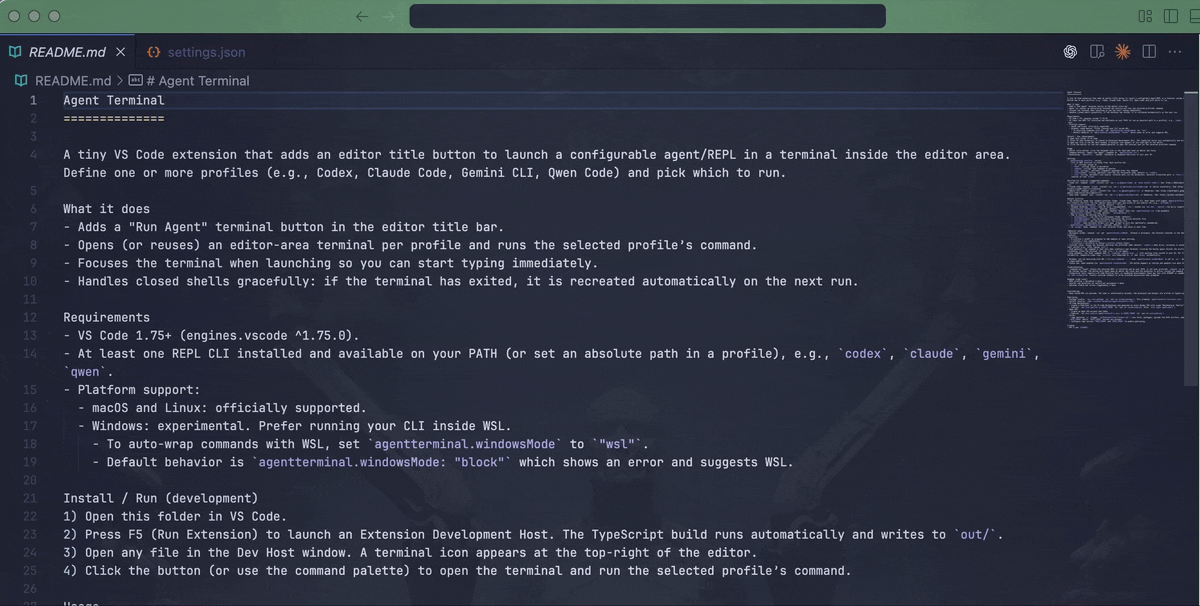 README.md
settings.json
README.md > # Agent Terminal
1 Agent Terminal
2 ==============
3
4 A tiny VS Code extension that adds an editor title button to launch a configurable agent/REPL in a terminal inside the editor area.
Define one or more profiles (e.g., Codex, Claude Code, Gemini CLI, Qwen Code) and pick which to run.
5
6 What it does
7 - Adds a "Run Agent" terminal button in the editor title bar.
8 - Opens (or reuses) an editor-area terminal per profile and runs the selected profile’s command.
9 - Focuses the terminal when launching so you can start typing immediately.
10 - Handles closed shells gracefully: if the terminal has exited, it is recreated automatically on the next run.
11
12 Requirements
13 - VS Code 1.75+ (engines.vscode ^1.75.0).
14 - At least one REPL CLI installed and available on your PATH (or set an absolute path in a profile), e.g., `codex`, `claude`, `gemini`,
`qwen`.
15 - Platform support:
16 - macOS and Linux: officially supported.
17 - Windows: experimental. Prefer running your CLI inside WSL.
18 - To auto-wrap commands with WSL, set `agentterminal.windowsMode` to `"wsl"`.
19 - Default behavior is `agentterminal.windowsMode: "block"` which shows an error and suggests WSL.
20
21 Install / Run (development)
22 1) Open this folder in VS Code.
23 2) Press F5 (Run Extension) to launch an Extension Development Host. The TypeScript build runs automatically and writes to `out/`.
24 3) Open any file in the Dev Host window. A terminal icon appears at the top-right of the editor.
25 4) Click the button (or use the command palette) to open the terminal and run the selected profile’s command.
26